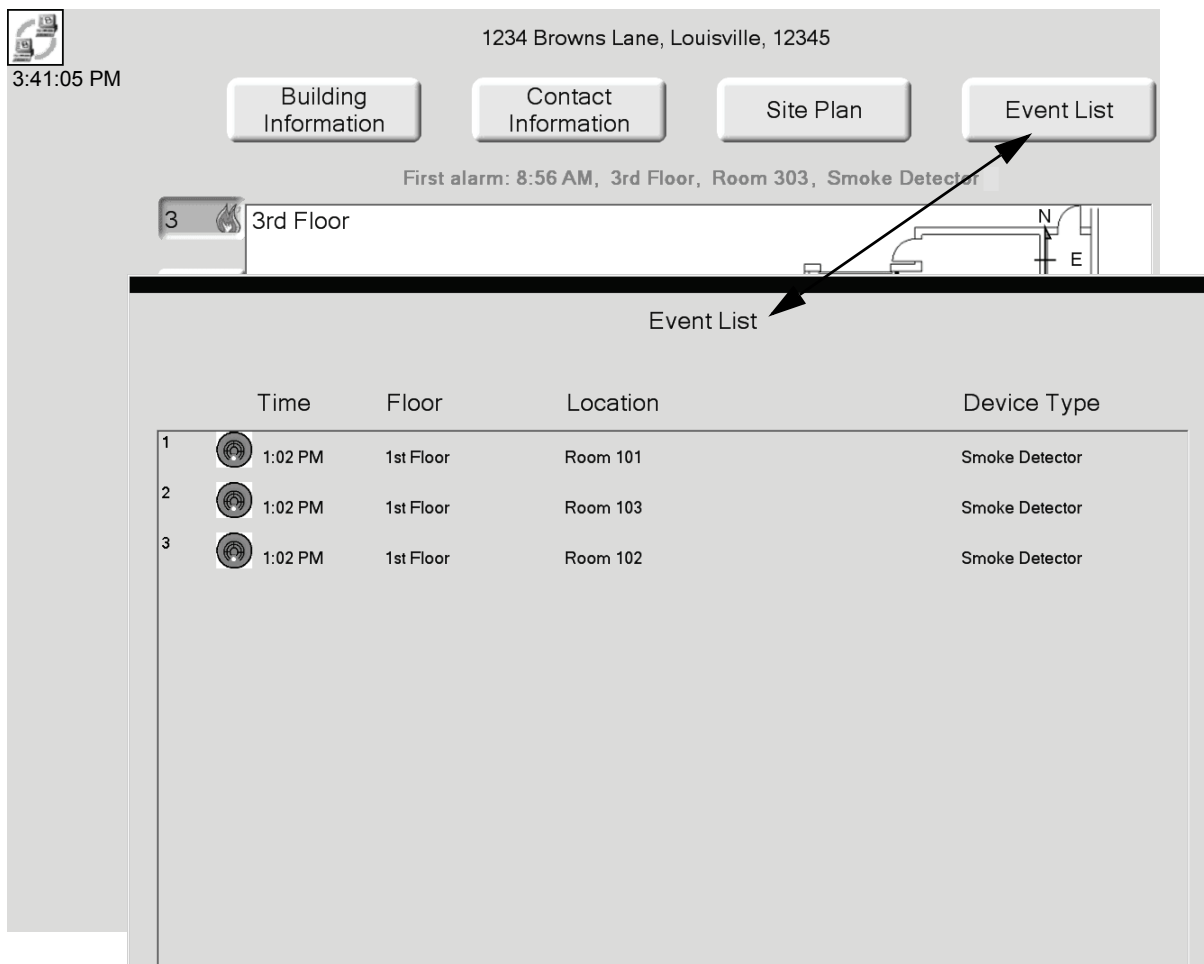 1234 Browns Lane, Louisville, 12345
3:41:05 PM
Building Information
Contact Information
Site Plan
Event List
First alarm: 8:56 AM, 3rd Floor, Room 303, Smoke Detector
3
3rd Floor
N
E
Event List
Time Floor Location Device Type
1 1:02 PM 1st Floor Room 101 Smoke Detector
2 1:02 PM 1st Floor Room 103 Smoke Detector
3 1:02 PM 1st Floor Room 102 Smoke Detector